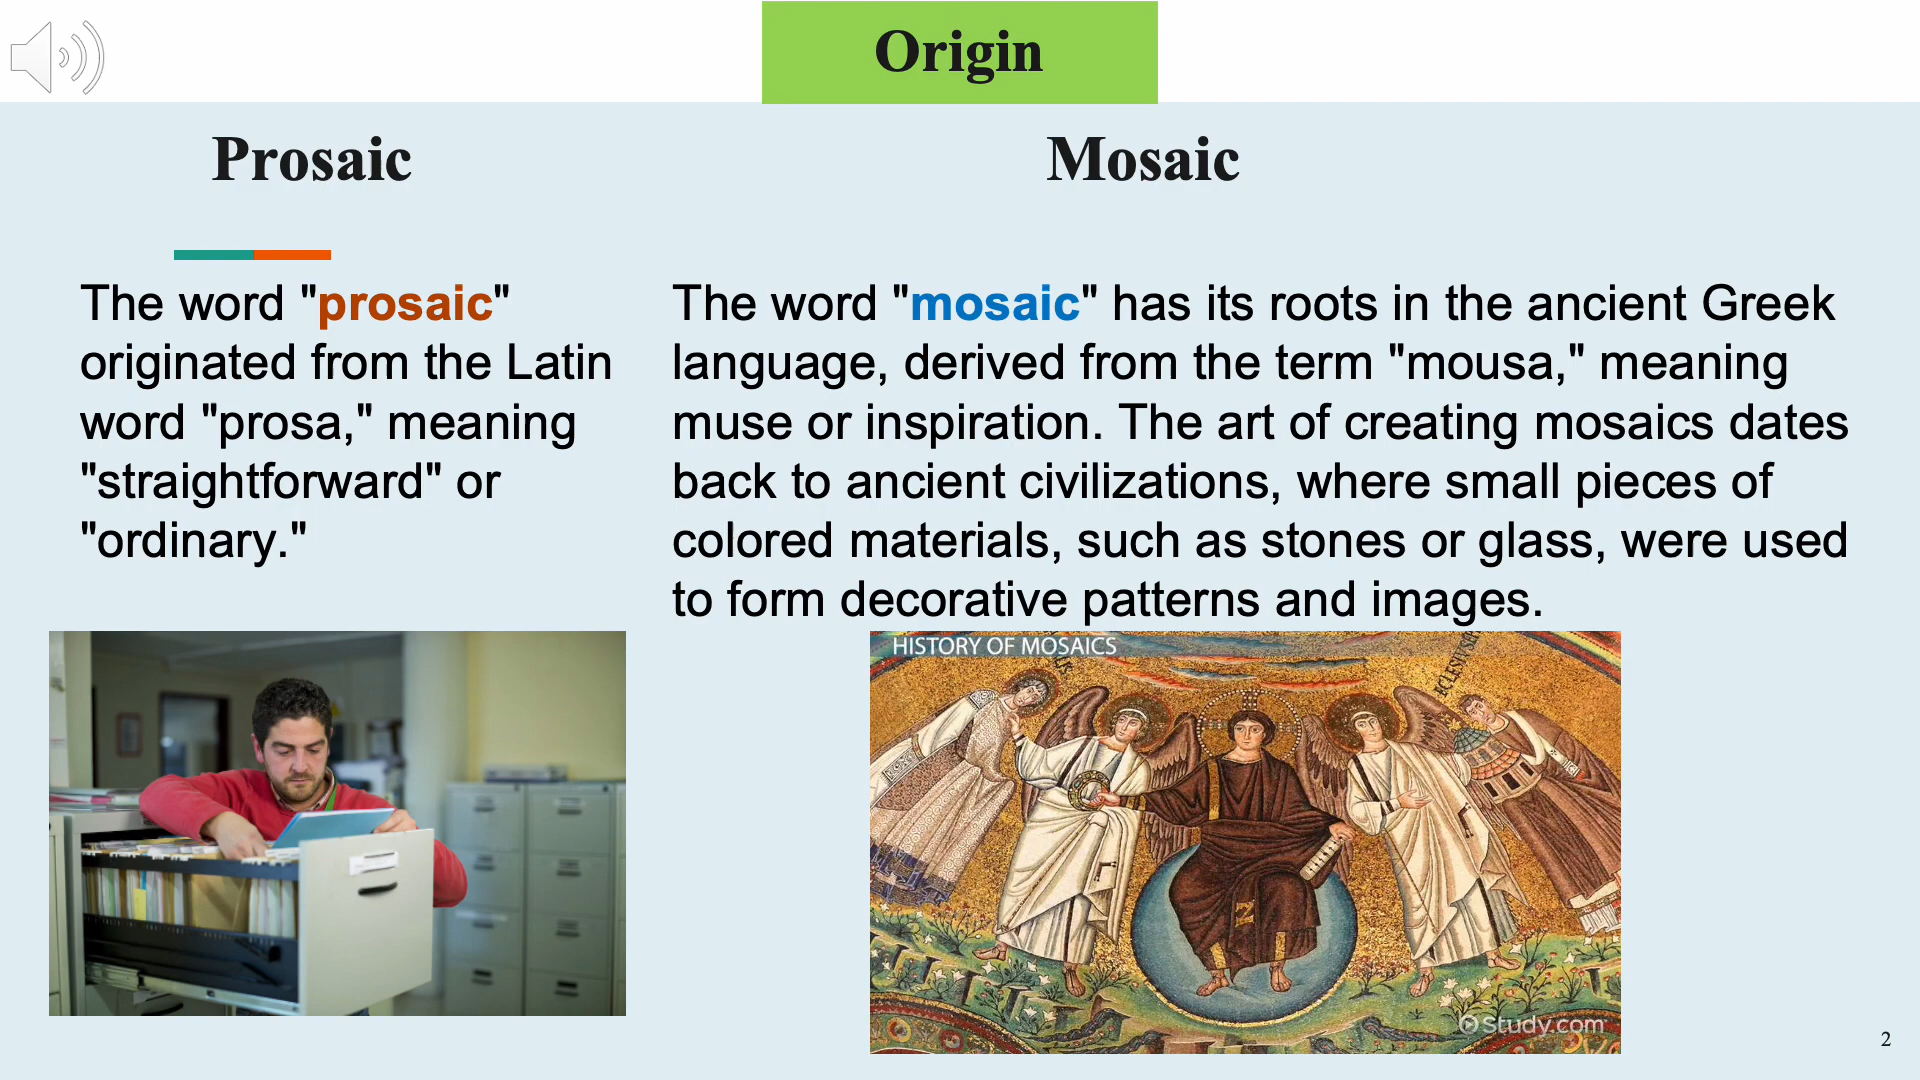 Origin
Prosaic
Mosaic
The word "prosaic"
originated from the Latin
word "prosa," meaning
"straightforward" or
"ordinary."
The word "mosaic" has its roots in the ancient Greek
language, derived from the term "mousa," meaning
muse or inspiration. The art of creating mosaics dates
back to ancient civilizations, where small pieces of
colored materials, such as stones or glass, were used
to form decorative patterns and images.
HISTORY OF MOSAICS
Study.com
2